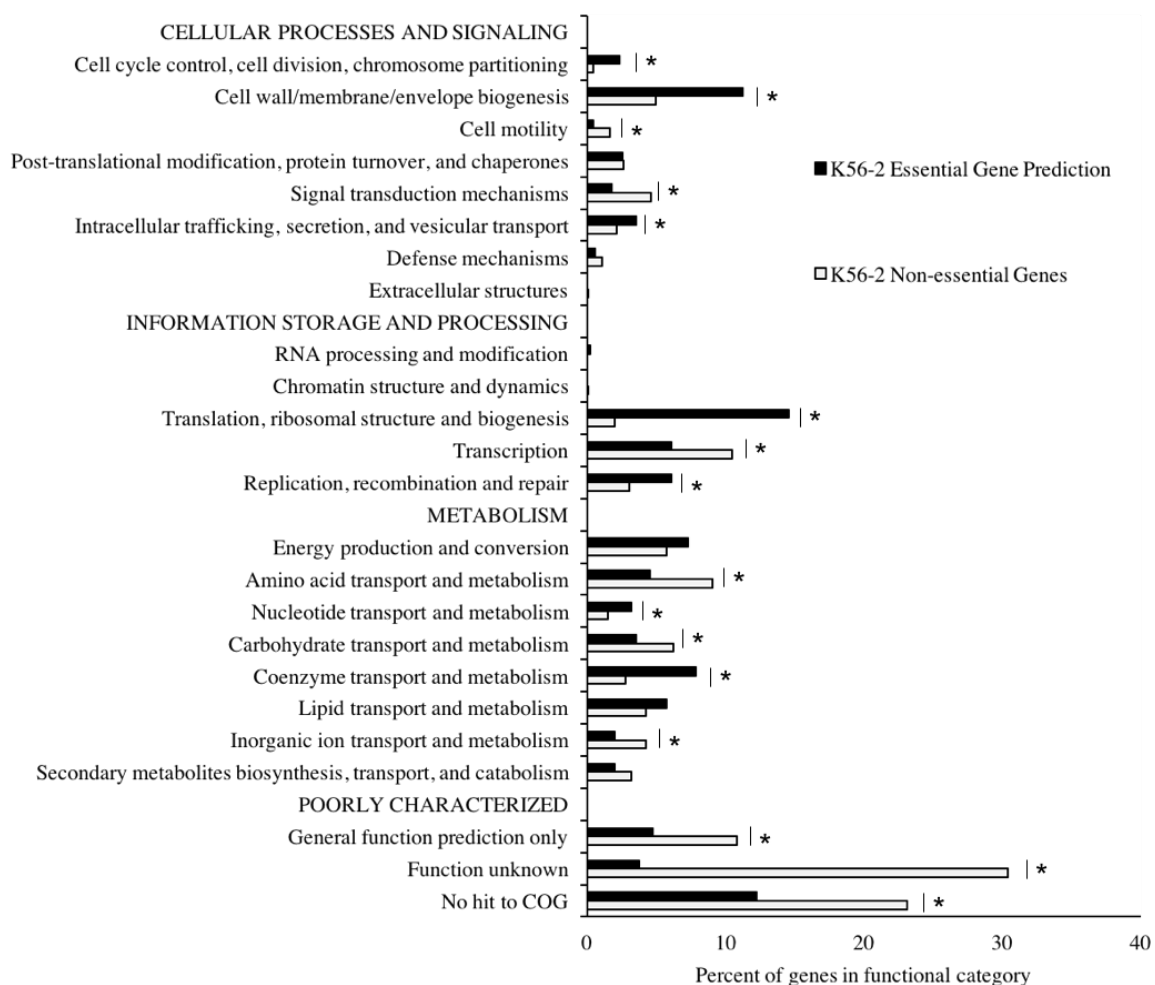 CELLULAR PROCESSES AND SIGNALING
Cell cycle control, cell division, chromosome partitioning
*
Cell wall/membrane/envelope biogenesis
*
Cell motility
*
Post-translational modification, protein turnover, and chaperones
K56-2 Essential Gene Prediction
Signal transduction mechanisms
*
Intracellular trafficking, secretion, and vesicular transport
*
Defense mechanisms
K56-2 Non-essential Genes
Extracellular structures
INFORMATION STORAGE AND PROCESSING
RNA processing and modification
Chromatin structure and dynamics
Translation, ribosomal structure and biogenesis
*
Transcription
*
Replication, recombination and repair
*
METABOLISM
Energy production and conversion
Amino acid transport and metabolism
*
Nucleotide transport and metabolism
*
Carbohydrate transport and metabolism
*
Coenzyme transport and metabolism
*
Lipid transport and metabolism
Inorganic ion transport and metabolism
*
Secondary metabolites biosynthesis, transport, and catabolism
POORLY CHARACTERIZED
General function prediction only
*
Function unknown
*
No hit to COG
*
0 10 20 30 40
Percent of genes in functional category